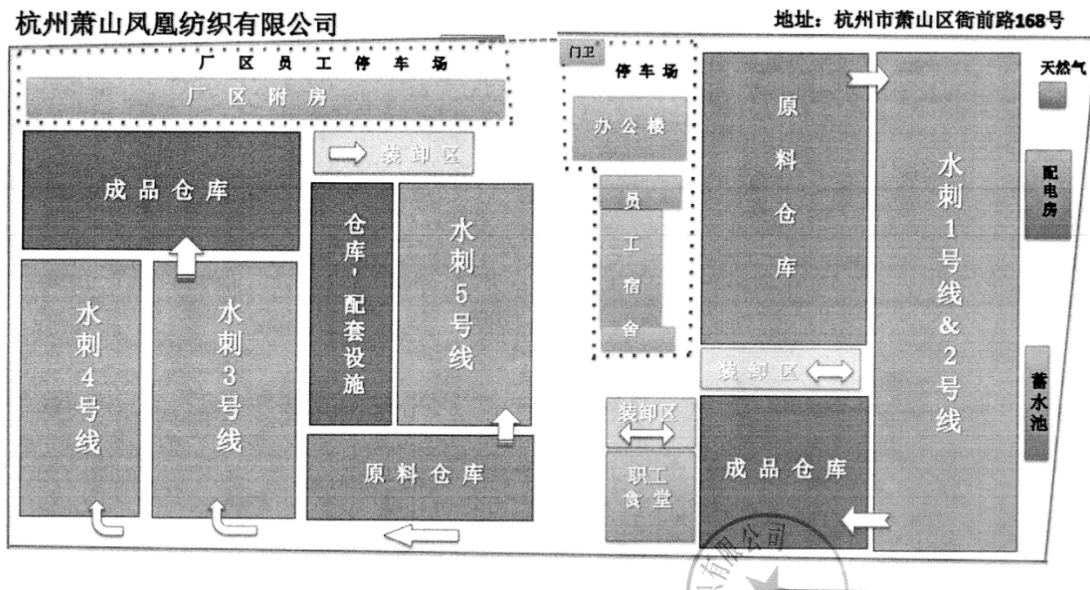 杭州萧山凤凰纺织有限公司
地址：杭州市萧山区衙前路168号
厂区员工停车场
厂区附房
门卫
停车场
办公楼
天然气
装卸区
成品仓库
仓库，配套设施
水刺5号线
水刺4号线
水刺3号线
原料仓库
员工宿舍
原料仓库
水刺1号线&2号线
配电房
蓄水池
装卸区
装卸区
职工
食堂
成品仓库
有限公司